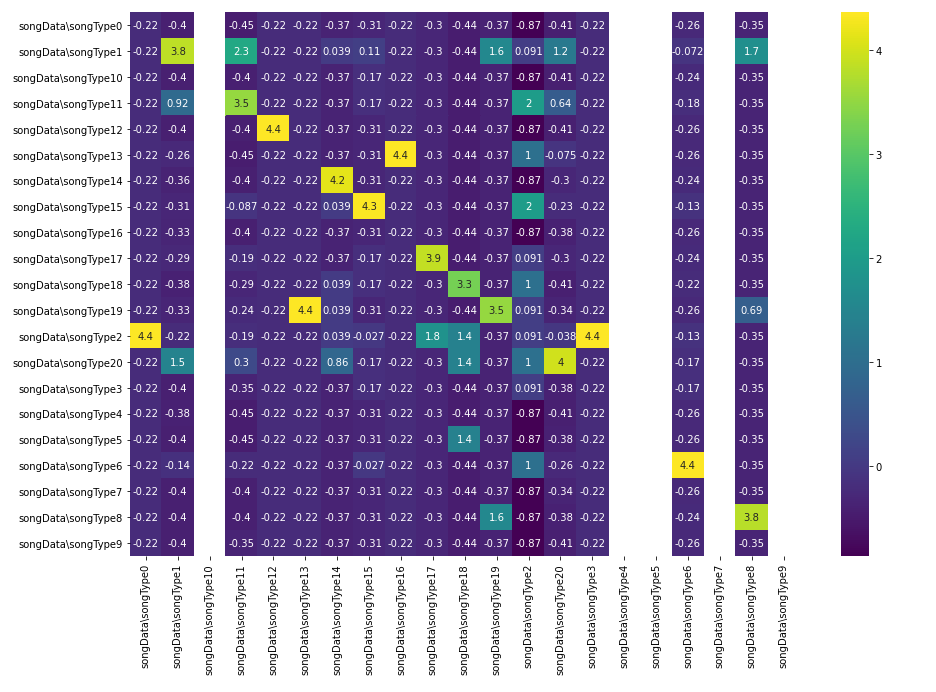 songData\songType0 -0.22 -0.4 -0.45 -0.22 -0.22 -0.37 -0.31 -0.22 -0.3 -0.44 -0.37 -0.87 -0.41 -0.22 -0.26 -0.35
songData\songType1 -0.22 3.8 2.3 -0.22 -0.22 0.039 0.11 -0.22 -0.3 -0.44 1.6 0.091 1.2 -0.22 -0.072 1.7
songData\songType10 -0.22 -0.4 -0.4 -0.22 -0.22 -0.37 -0.17 -0.22 -0.3 -0.44 -0.37 -0.87 -0.41 -0.22 -0.24 -0.35
songData\songType11 -0.22 0.92 3.5 -0.22 -0.22 -0.37 -0.17 -0.22 -0.3 -0.44 -0.37 2 0.64 -0.22 -0.18 -0.35
songData\songType12 -0.22 -0.4 -0.4 4.4 -0.22 -0.37 -0.31 -0.22 -0.3 -0.44 -0.37 -0.87 -0.41 -0.22 -0.26 -0.35
songData\songType13 -0.22 -0.26 -0.45 -0.22 -0.22 -0.37 -0.31 4.4 -0.3 -0.44 -0.37 1 -0.075 -0.22 -0.26 -0.35
songData\songType14 -0.22 -0.36 -0.4 -0.22 -0.22 4.2 -0.31 -0.22 -0.3 -0.44 -0.37 -0.87 -0.3 -0.22 -0.24 -0.35
songData\songType15 -0.22 -0.31 -0.087 -0.22 -0.22 0.039 4.3 -0.22 -0.3 -0.44 -0.37 2 -0.23 -0.22 -0.13 -0.35
songData\songType16 -0.22 -0.33 -0.4 -0.22 -0.22 -0.37 -0.31 -0.22 -0.3 -0.44 -0.37 -0.87 -0.38 -0.22 -0.26 -0.35
songData\songType17 -0.22 -0.29 -0.19 -0.22 -0.22 -0.37 -0.17 -0.22 3.9 -0.44 -0.37 0.091 -0.3 -0.22 -0.24 -0.35
songData\songType18 -0.22 -0.38 -0.29 -0.22 -0.22 0.039 -0.17 -0.22 -0.3 3.3 -0.37 1 -0.41 -0.22 -0.22 -0.35
songData\songType19 -0.22 -0.33 -0.24 -0.22 4.4 0.039 -0.31 -0.22 -0.3 -0.44 3.5 0.091 -0.34 -0.22 -0.26 0.69
songData\songType2 4.4 -0.22 -0.19 -0.22 -0.22 0.039 -0.027 -0.22 1.8 1.4 -0.37 0.091 -0.038 4.4 -0.13 -0.35
songData\songType20 -0.22 1.5 0.3 -0.22 -0.22 0.86 -0.17 -0.22 -0.3 1.4 -0.37 1 4 -0.22 -0.17 -0.35
songData\songType3 -0.22 -0.4 -0.35 -0.22 -0.22 -0.37 -0.17 -0.22 -0.3 -0.44 -0.37 0.091 -0.38 -0.22 -0.17 -0.35
songData\songType4 -0.22 -0.38 -0.45 -0.22 -0.22 -0.37 -0.31 -0.22 -0.3 -0.44 -0.37 -0.87 -0.41 -0.22 -0.26 -0.35
songData\songType5 -0.22 -0.4 -0.45 -0.22 -0.22 -0.37 -0.31 -0.22 -0.3 1.4 -0.37 -0.87 -0.38 -0.22 -0.26 -0.35
songData\songType6 -0.22 -0.14 -0.22 -0.22 -0.22 -0.37 -0.027 -0.22 -0.3 -0.44 -0.37 1 -0.26 -0.22 4.4 -0.35
songData\songType7 -0.22 -0.4 -0.4 -0.22 -0.22 -0.37 -0.31 -0.22 -0.3 -0.44 -0.37 -0.87 -0.34 -0.22 -0.26 -0.35
songData\songType8 -0.22 -0.4 -0.4 -0.22 -0.22 -0.37 -0.31 -0.22 -0.3 -0.44 1.6 -0.87 -0.38 -0.22 -0.24 3.8
songData\songType9 -0.22 -0.4 -0.35 -0.22 -0.22 -0.37 -0.31 -0.22 -0.3 -0.44 -0.37 -0.87 -0.41 -0.22 -0.26 -0.35
songData\songType0
songData\songType1
songData\songType10
songData\songType11
songData\songType12
songData\songType13
songData\songType14
songData\songType15
songData\songType16
songData\songType17
songData\songType18
songData\songType19
songData\songType2
songData\songType20
songData\songType3
songData\songType4
songData\songType5
songData\songType6
songData\songType7
songData\songType8
songData\songType9
4
3
2
1
0